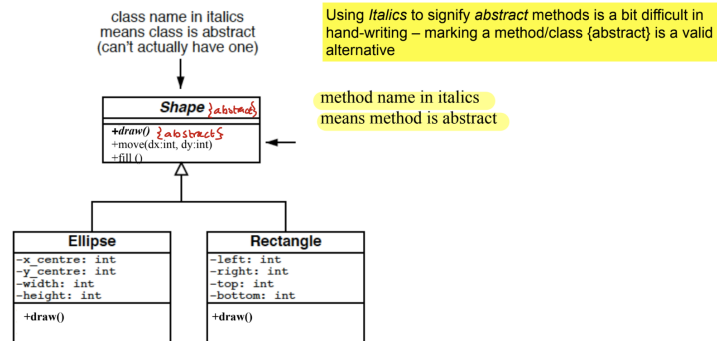 class name in italics
means class is abstract
(can't actually have one)
Using Italics to signify abstract methods is a bit difficult in
hand-writing – marking a method/class {abstract} is a valid
alternative
Shape {abstract}
+draw() {abstract}
+move(dx:int, dy:int)
+fill ()
method name in italics
means method is abstract
Ellipse
-x_centre: int
-y_centre: int
-width: int
-height: int
+draw()
Rectangle
-left: int
-right: int
-top: int
-bottom: int
+draw()